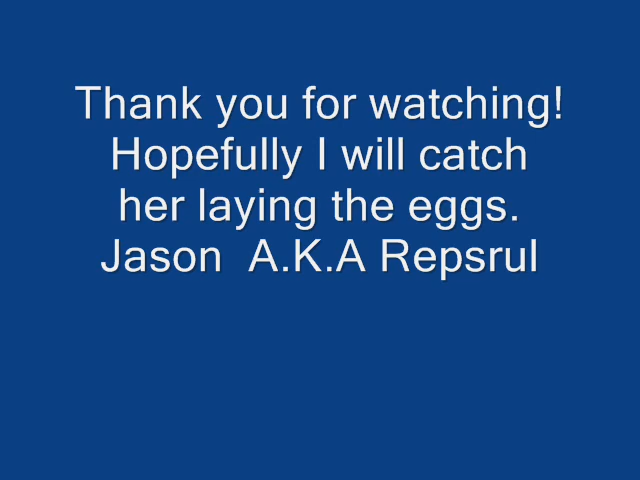 Thank you for watching!
Hopefully I will catch
her laying the eggs.
Jason  A.K.A Repsrul